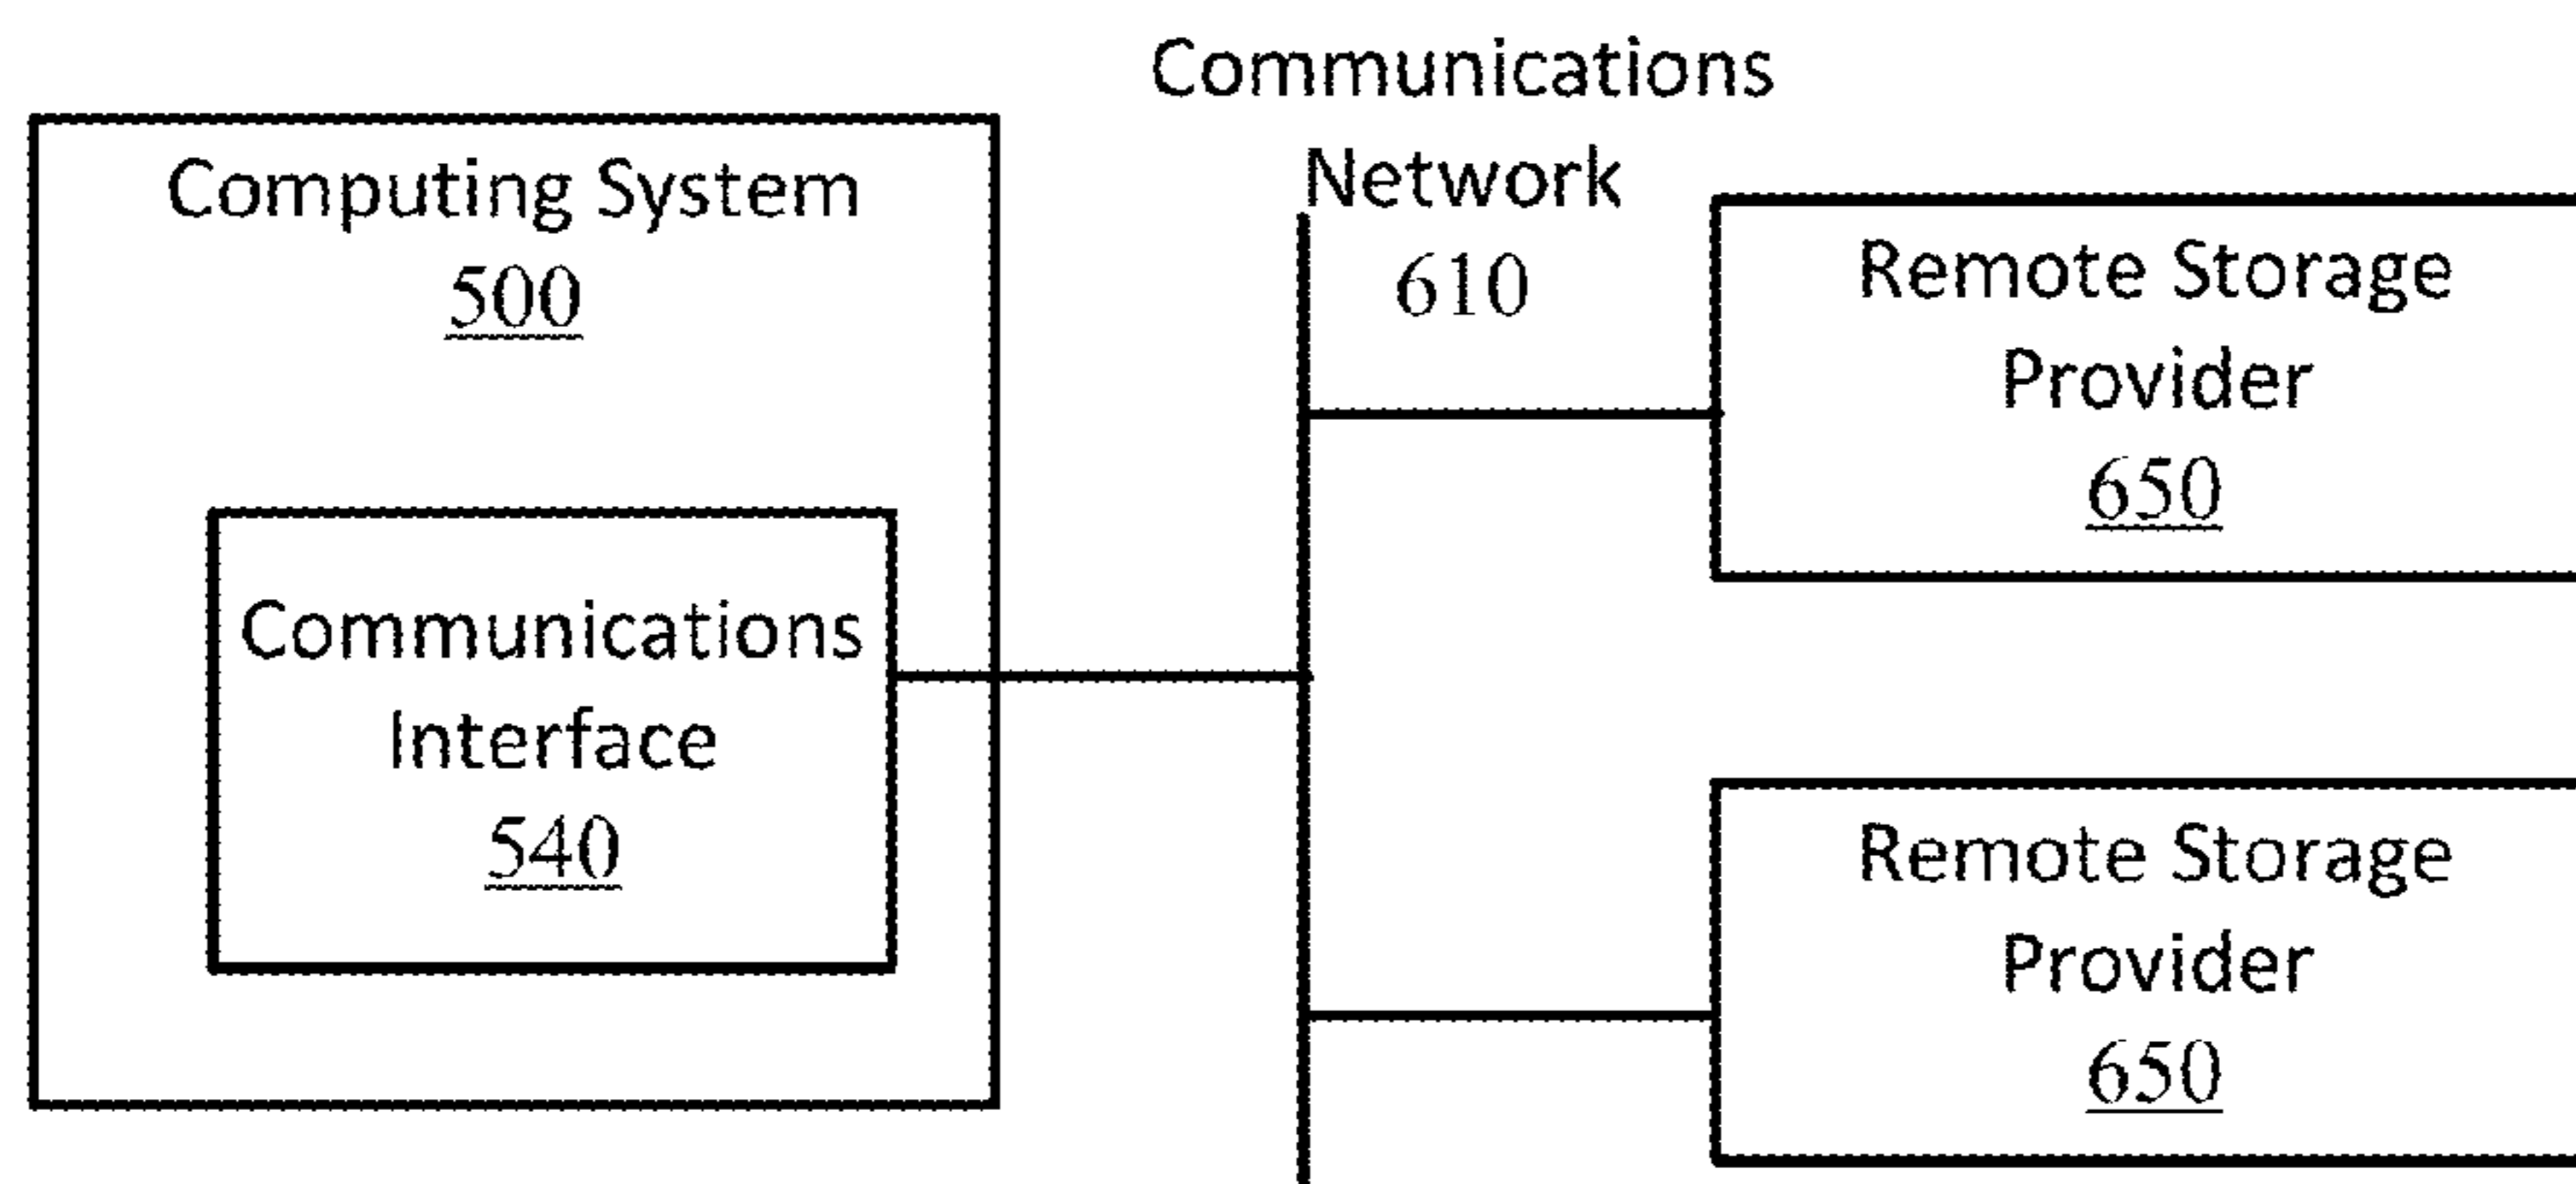 Computing System
500
Communications
Interface
540
Communications
Network
610
Remote Storage
Provider
650
Remote Storage
Provider
650